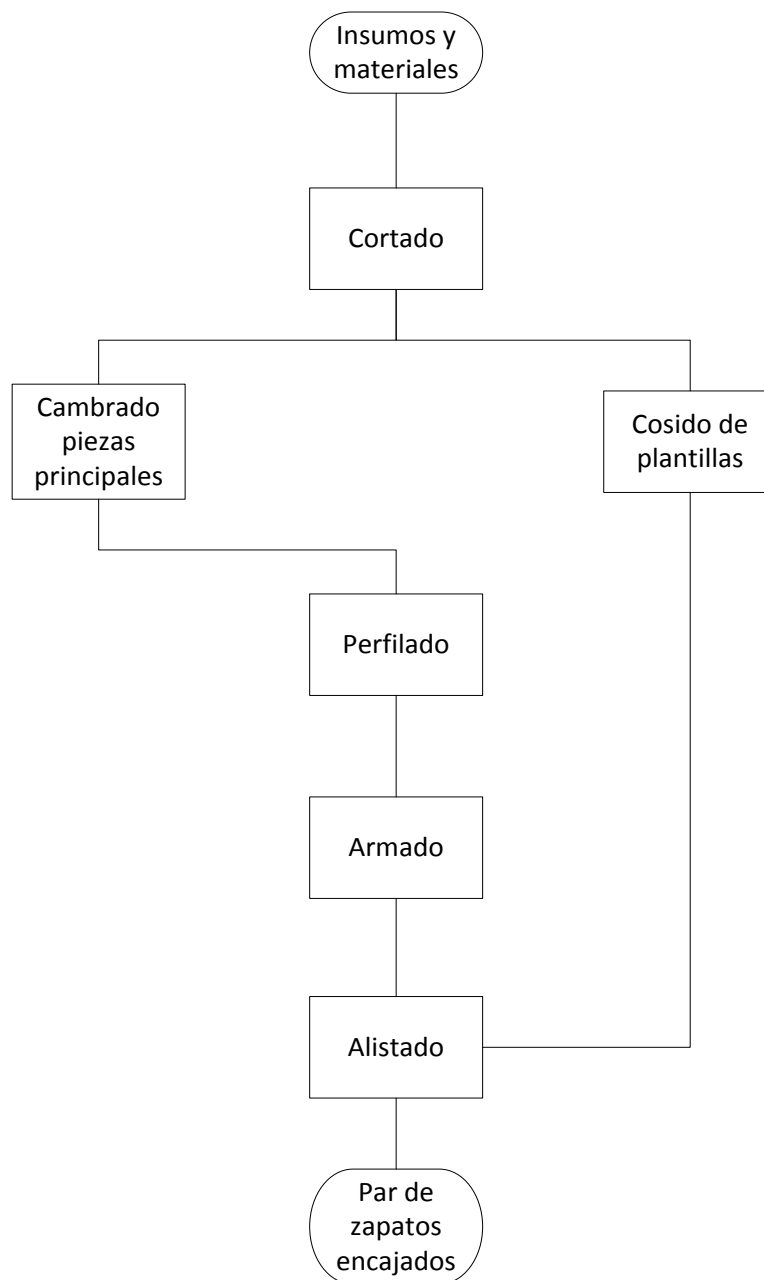 Insumos y
materiales
Cortado
Cambrado
piezas
principales
Cosido de
plantillas
Perfilado
Armado
Alistado
Par de
zapatos
encajados